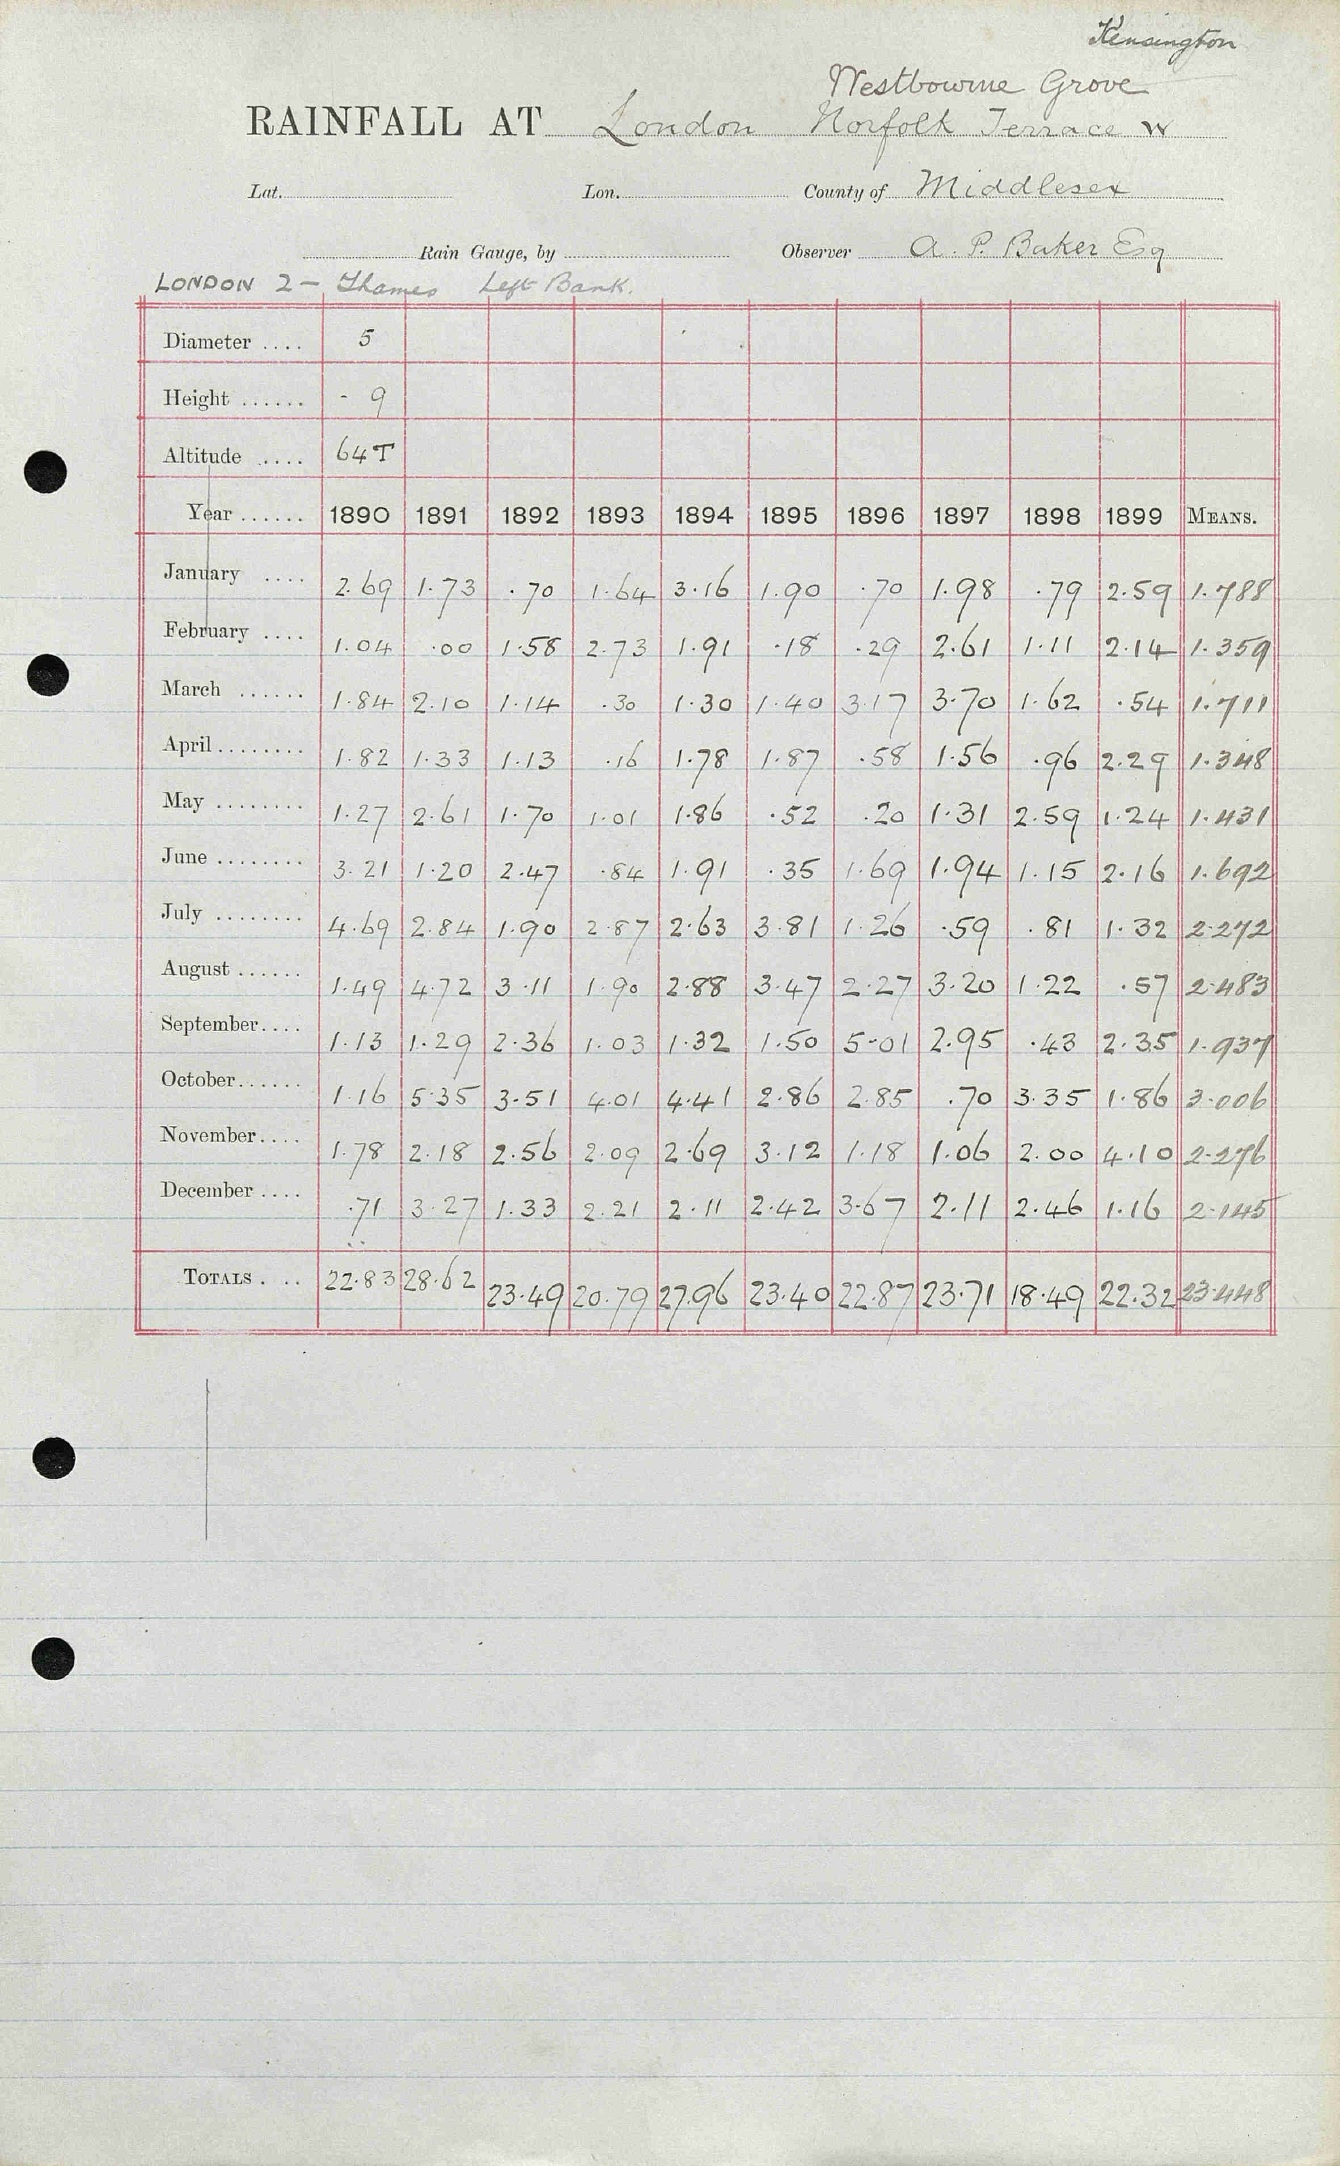 Kensington
Westbourne Grove
RAINFALL AT London Norfolk Terrace W
Lat. Lon. County of Middlesex
Rain Gauge, by Observer A. P. Baker Esq
LONDON 2 - Thames Left Bank.
Diameter .... 5
Height ...... - 9
Altitude .... 64T
Year ...... 1890 1891 1892 1893 1894 1895 1896 1897 1898 1899 MEANS.
January .... 2.69 1.73 .70 1.64 3.16 1.90 .70 1.98 .79 2.59 1.788
February .... 1.04 .00 1.58 2.73 1.91 .18 .29 2.61 1.11 2.14 1.359
March ...... 1.84 2.10 1.14 .30 1.30 1.40 3.17 3.70 1.62 .54 1.711
April ........ 1.82 1.33 1.13 .16 1.78 1.87 .58 1.56 .96 2.29 1.348
May ........ 1.27 2.61 1.70 1.01 1.86 .52 .20 1.31 2.59 1.24 1.431
June ........ 3.21 1.20 2.47 .84 1.91 .35 1.69 1.94 1.15 2.16 1.692
July ........ 4.69 2.84 1.90 2.87 2.63 3.81 1.26 .59 .81 1.32 2.272
August ...... 1.49 4.72 3.11 1.90 2.88 3.47 2.27 3.20 1.22 .57 2.483
September.... 1.13 1.29 2.36 1.03 1.32 1.50 5.01 2.95 .43 2.35 1.937
October...... 1.16 5.35 3.51 4.01 4.41 2.86 2.85 .70 3.35 1.86 3.006
November.... 1.78 2.18 2.56 2.09 2.69 3.12 1.18 1.06 2.00 4.10 2.276
December .... .71 3.27 1.33 2.21 2.11 2.42 3.67 2.11 2.46 1.16 2.145
TOTALS . .. 22.83 28.62 23.49 20.79 27.96 23.40 22.87 23.71 18.49 22.32 23.448